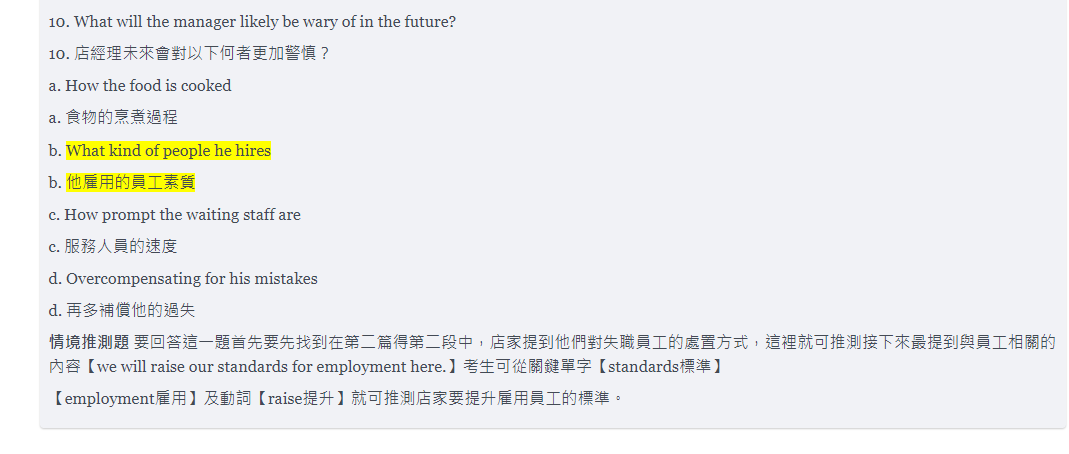 10. What will the manager likely be wary of in the future?
10. 店經理未來會對以下何者更加警慎？
a. How the food is cooked
a. 食物的烹煮過程
b. What kind of people he hires
b. 他雇用的員工素質
c. How prompt the waiting staff are
c. 服務人員的速度
d. Overcompensating for his mistakes
d. 再多補償他的過失
情境推測題 要回答這一題首先要先找到在第二篇得第二段中，店家提到他們對失職員工的處置方式，這裡就可推測接下來最提到與員工相關的
內容【we will raise our standards for employment here.】考生可從關鍵單字【standards標準】
【employment雇用】及動詞【raise提升】就可推測店家要提升雇用員工的標準。